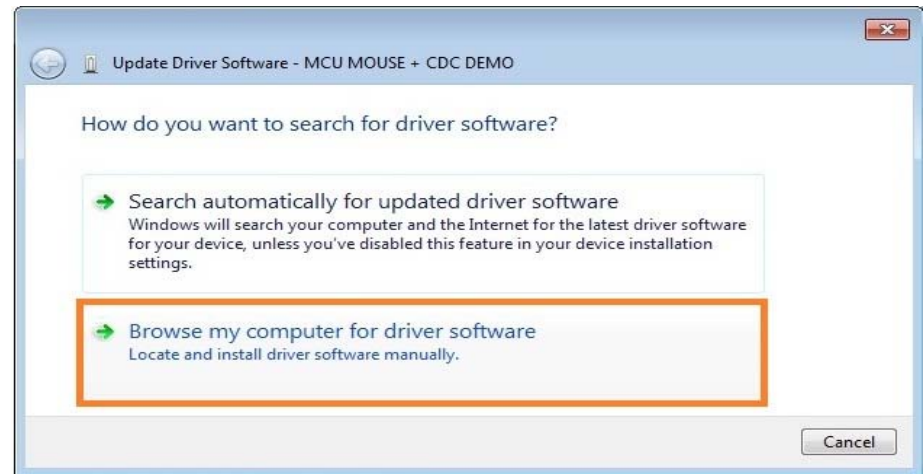 Update Driver Software - MCU MOUSE + CDC DEMO
How do you want to search for driver software?
Search automatically for updated driver software
Windows will search your computer and the Internet for the latest driver software
for your device, unless you've disabled this feature in your device installation
settings.
Browse my computer for driver software
Locate and install driver software manually.
Cancel